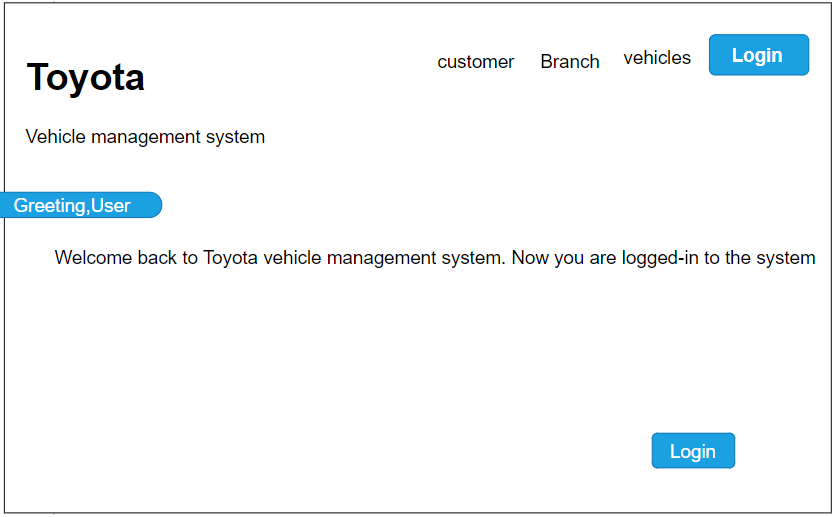 Toyota
customer Branch vehicles Login
Vehicle management system
Greeting,User
Welcome back to Toyota vehicle management system. Now you are logged-in to the system
Login